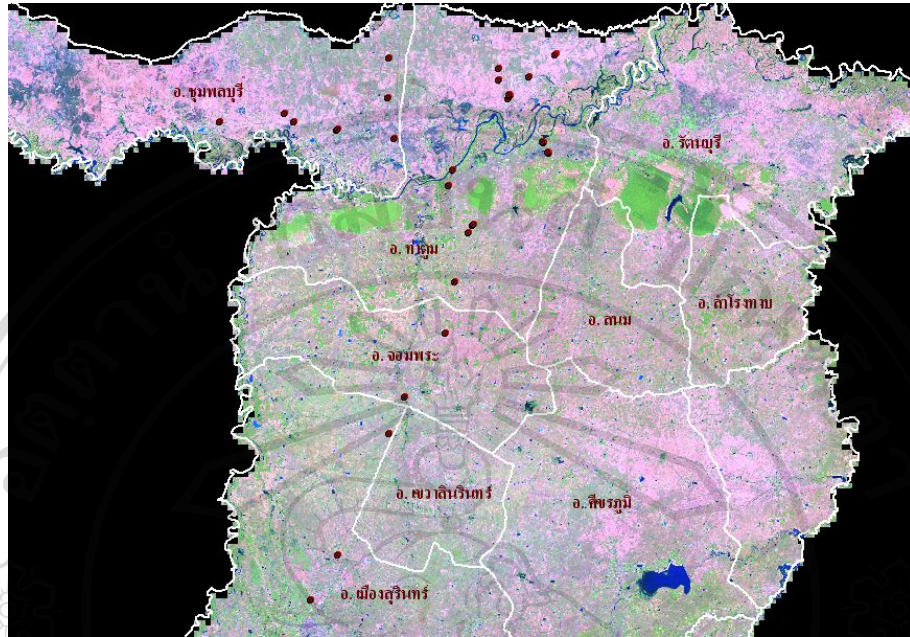 อ. ชุมพลบุรี
อ. รัตนบุรี
อ. ท่าตูม
อ. สำโรงทาบ
อ. สนม
อ. จอมพระ
อ. เขวาสินรินทร์
อ. ศีขรภูมิ
อ. เมืองสุรินทร์